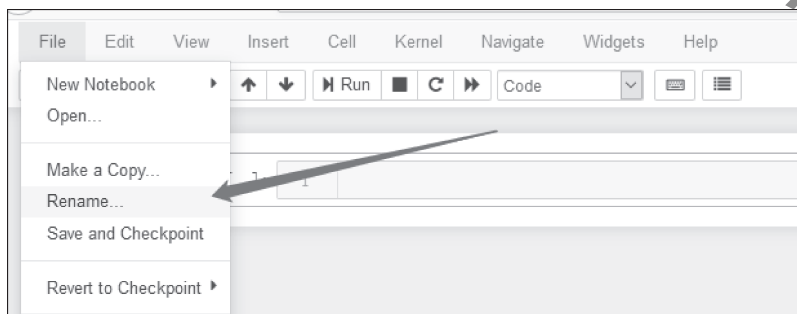 File Edit View Insert Cell Kernel Navigate Widgets Help
New Notebook
Run Code
Open...
Make a Copy...
1
Rename...
Save and Checkpoint
Revert to Checkpoint